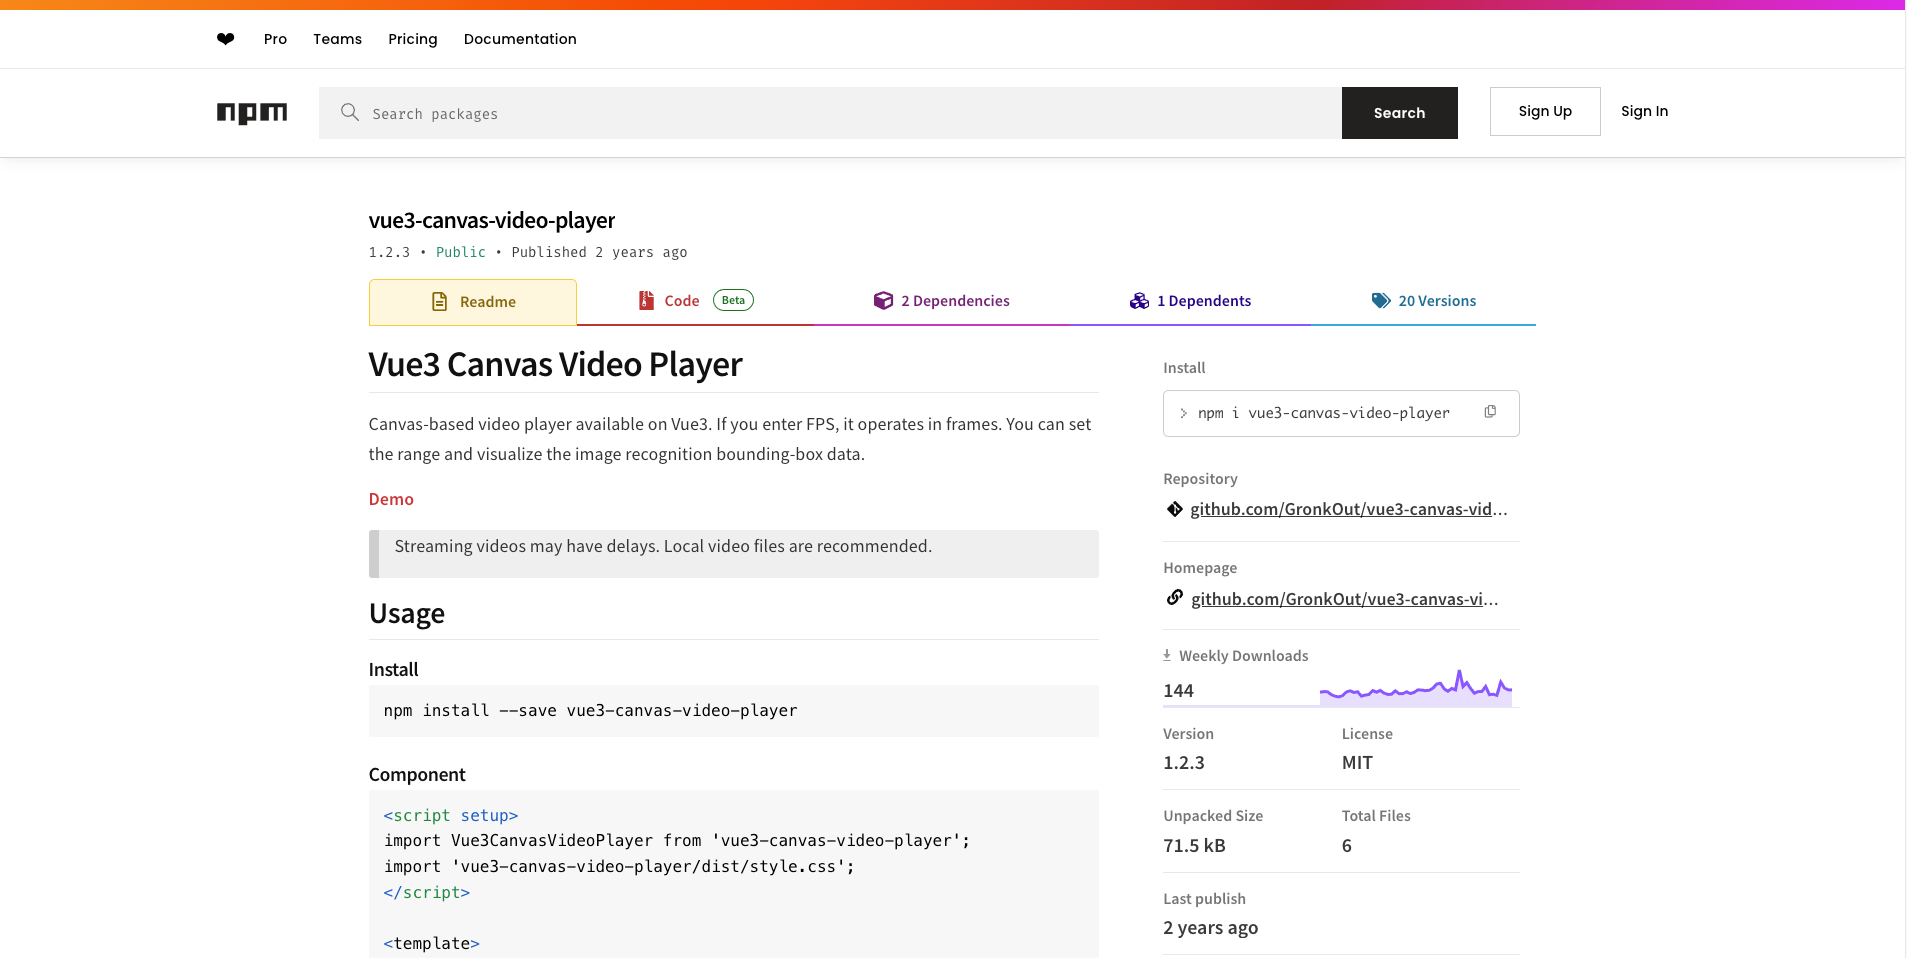 Pro Teams Pricing Documentation
npm Search packages Search Sign Up Sign In
vue3-canvas-video-player
1.2.3 • Public • Published 2 years ago
Readme Code Beta 2 Dependencies 1 Dependents 20 Versions
Vue3 Canvas Video Player
Canvas-based video player available on Vue3. If you enter FPS, it operates in frames. You can set
the range and visualize the image recognition bounding-box data.
Demo
Streaming videos may have delays. Local video files are recommended.
Usage
Install
npm install --save vue3-canvas-video-player
Component
<script setup>
import Vue3CanvasVideoPlayer from 'vue3-canvas-video-player';
import 'vue3-canvas-video-player/dist/style.css';
</script>
<template>
Install
> npm i vue3-canvas-video-player
Repository
github.com/GronkOut/vue3-canvas-vid...
Homepage
github.com/GronkOut/vue3-canvas-vi...
Weekly Downloads
144
Version License
1.2.3 MIT
Unpacked Size Total Files
71.5 kB 6
Last publish
2 years ago